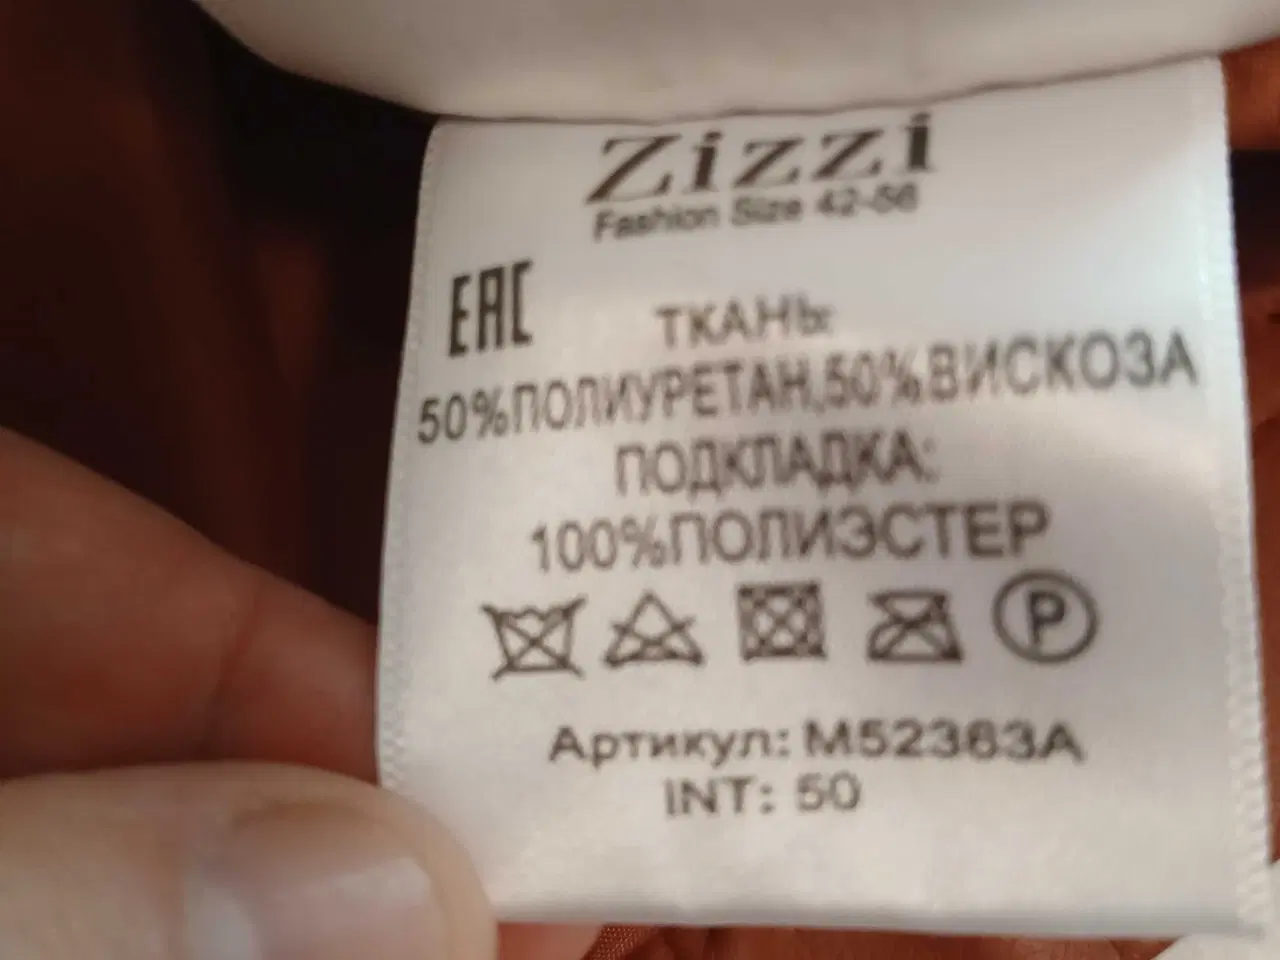 Zizzi
Fashion Size 42-56
EAC
ТКАНЬ:
50%ПОЛИУРЕТАН,50%ВИСКОЗА
ПОДКЛАДКА:
100%ПОЛИЭСТЕР
P
Артикул: M52363A
INT: 50